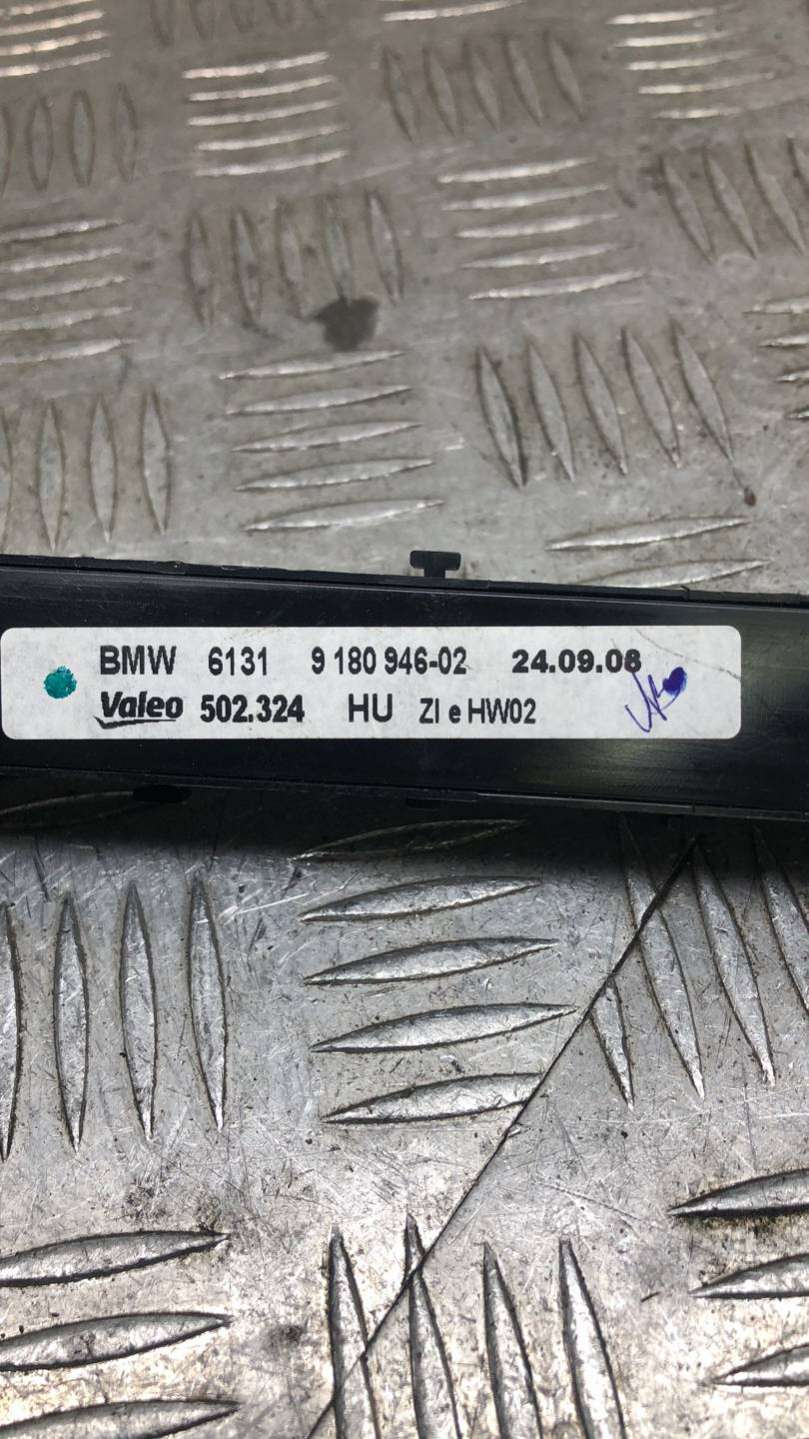 BMW 6131 9 180 946-02 24.09.08
Valeo 502.324 HU ZI e HW02